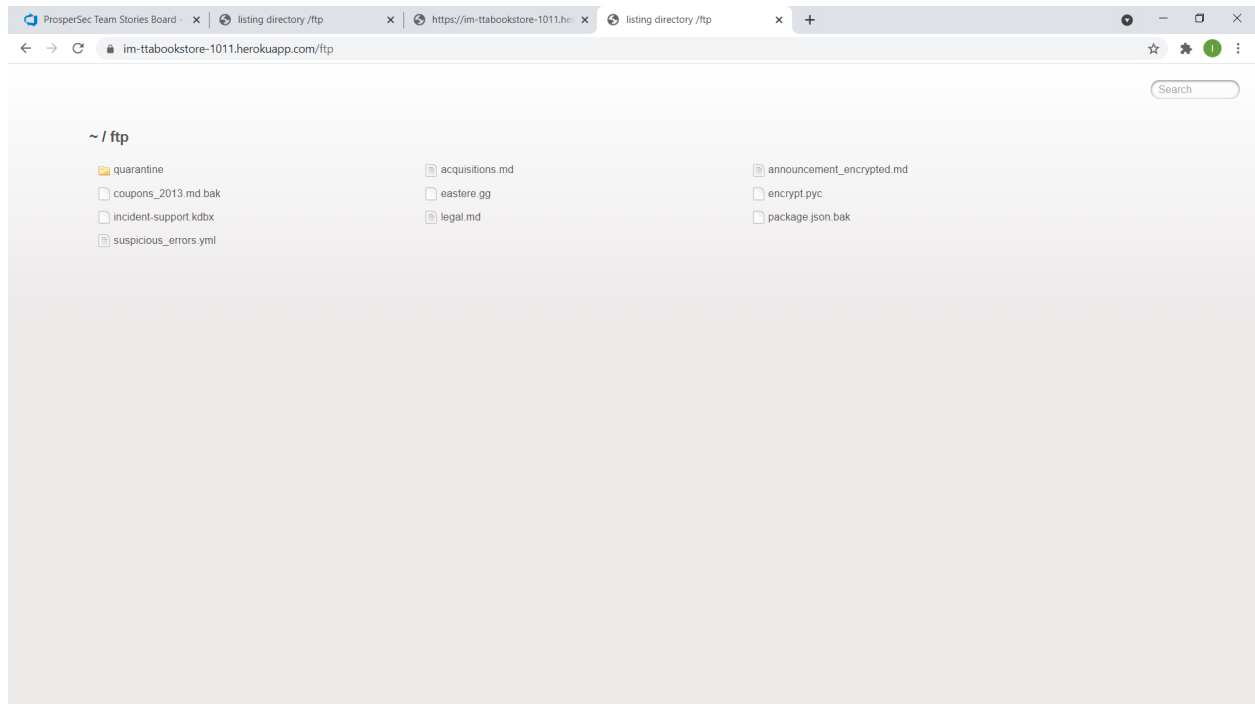 ProsperSec Team Stories Board - listing directory /ftp https://im-ttabookstore-1011.he listing directory /ftp
im-ttabookstore-1011.herokuapp.com/ftp I
Search
~ / ftp
quarantine acquisitions.md announcement_encrypted.md
coupons_2013.md.bak eastere.gg encrypt.pyc
incident-support.kdbx legal.md package.json.bak
suspicious_errors.yml